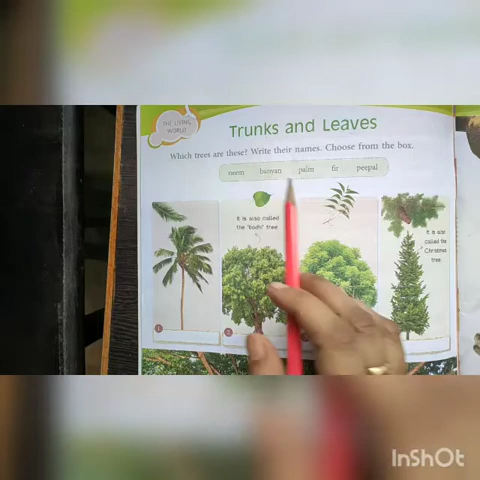 THE LIVING
WORLD
Trunks and Leaves
Which trees are these? Write their names. Choose from the box.
neem banyan palm fir peepal
It is also called
the "bodhi" tree
It is also
called the
Christmas
tree
1
2
InShOt